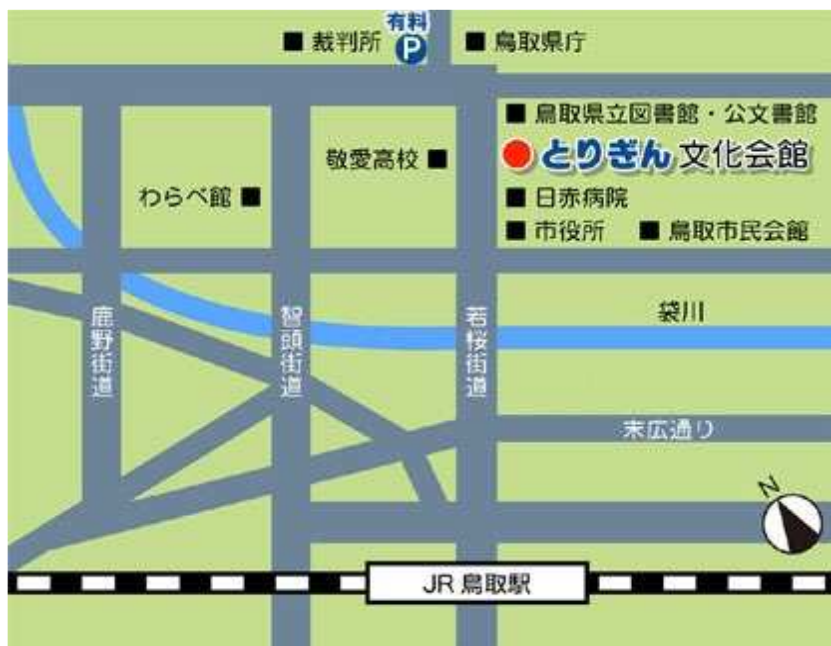 有料
P
■ 裁判所
■ 鳥取県庁
■ 鳥取県立図書館・公文書館
敬愛高校 ■
● とりぎん 文化会館
わらべ館 ■
■ 日赤病院
■ 市役所
■ 鳥取市民会館
鹿野街道
智頭街道
若桜街道
袋川
末広通り
N
JR 鳥取駅